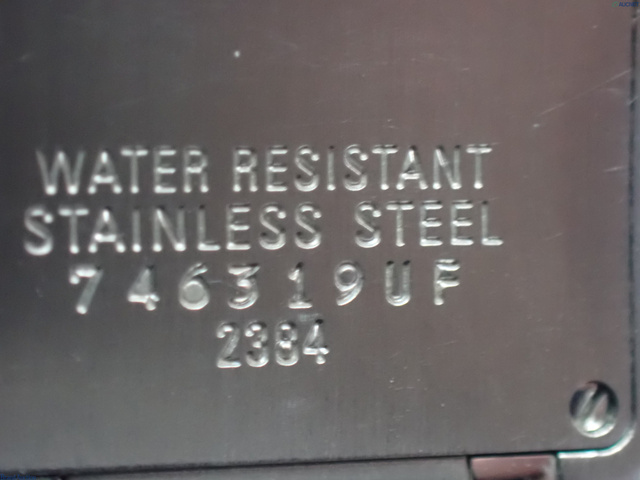 WATER RESISTANT
STAINLESS STEEL
746319UF
2384